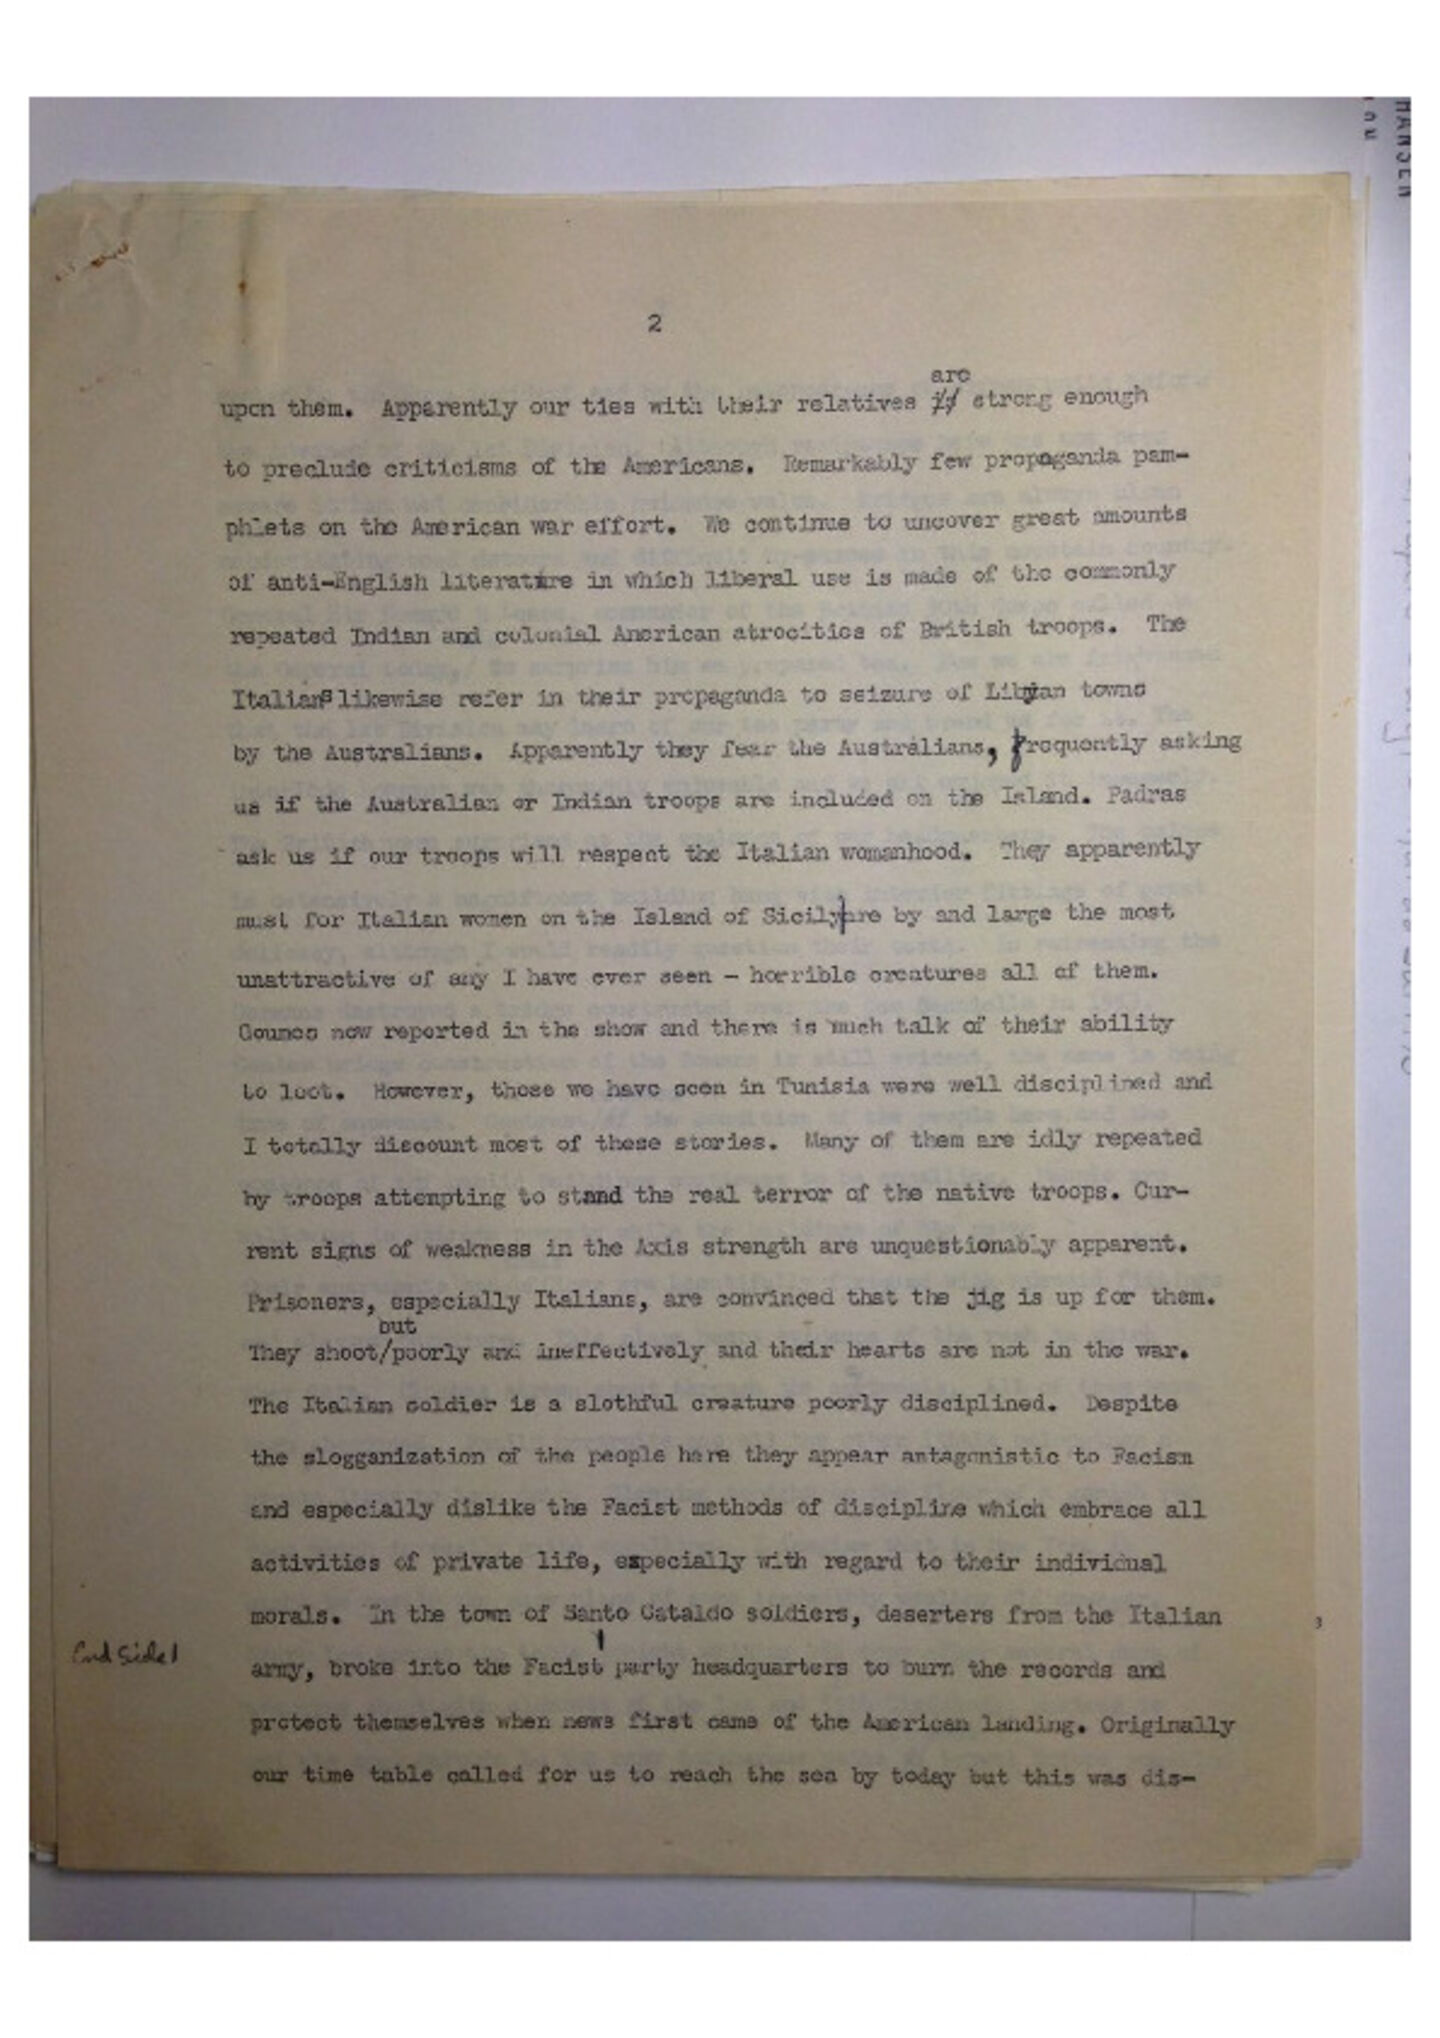 2
are
upon them. Apparently our ties with their relatives is strong enough
to preclude criticisms of the Americans. Remarkably few propaganda pam-
phlets on the American war effort. We continue to uncover great amounts
of anti-English literature in which liberal use is made of the commonly
repeated Indian and colonial American atrocities of British troops. The
Italians likewise refer in their propaganda to seizure of Libyan towns
by the Australians. Apparently they fear the Australians, frequently asking
us if the Australian or Indian troops are included on the Island. Padras
ask us if our troops will respect the Italian womanhood. They apparently
must for Italian women on the Island of Sicily are by and large the most
unattractive of any I have ever seen - horrible creatures all of them.
Goumos now reported in the show and there is much talk of their ability
to loot. However, those we have seen in Tunisia were well disciplined and
I totally discount most of these stories. Many of them are idly repeated
by troops attempting to stand the real terror of the native troops. Cur-
rent signs of weakness in the Axis strength are unquestionably apparent.
Prisoners, especially Italians, are convinced that the jig is up for them.
but
They shoot/poorly and ineffectively and their hearts are not in the war.
The Italian soldier is a slothful creature poorly disciplined. Despite
the slogganization of the people here they appear antagonistic to Facism
and especially dislike the Facist methods of discipline which embrace all
activities of private life, especially with regard to their individual
morals. In the town of Santo Cataldo soldiers, deserters from the Italian
End Side 1
army, broke into the Facist party headquarters to burn the records and
protect themselves when news first came of the American landing. Originally
our time table called for us to reach the sea by today but this was dis-
3